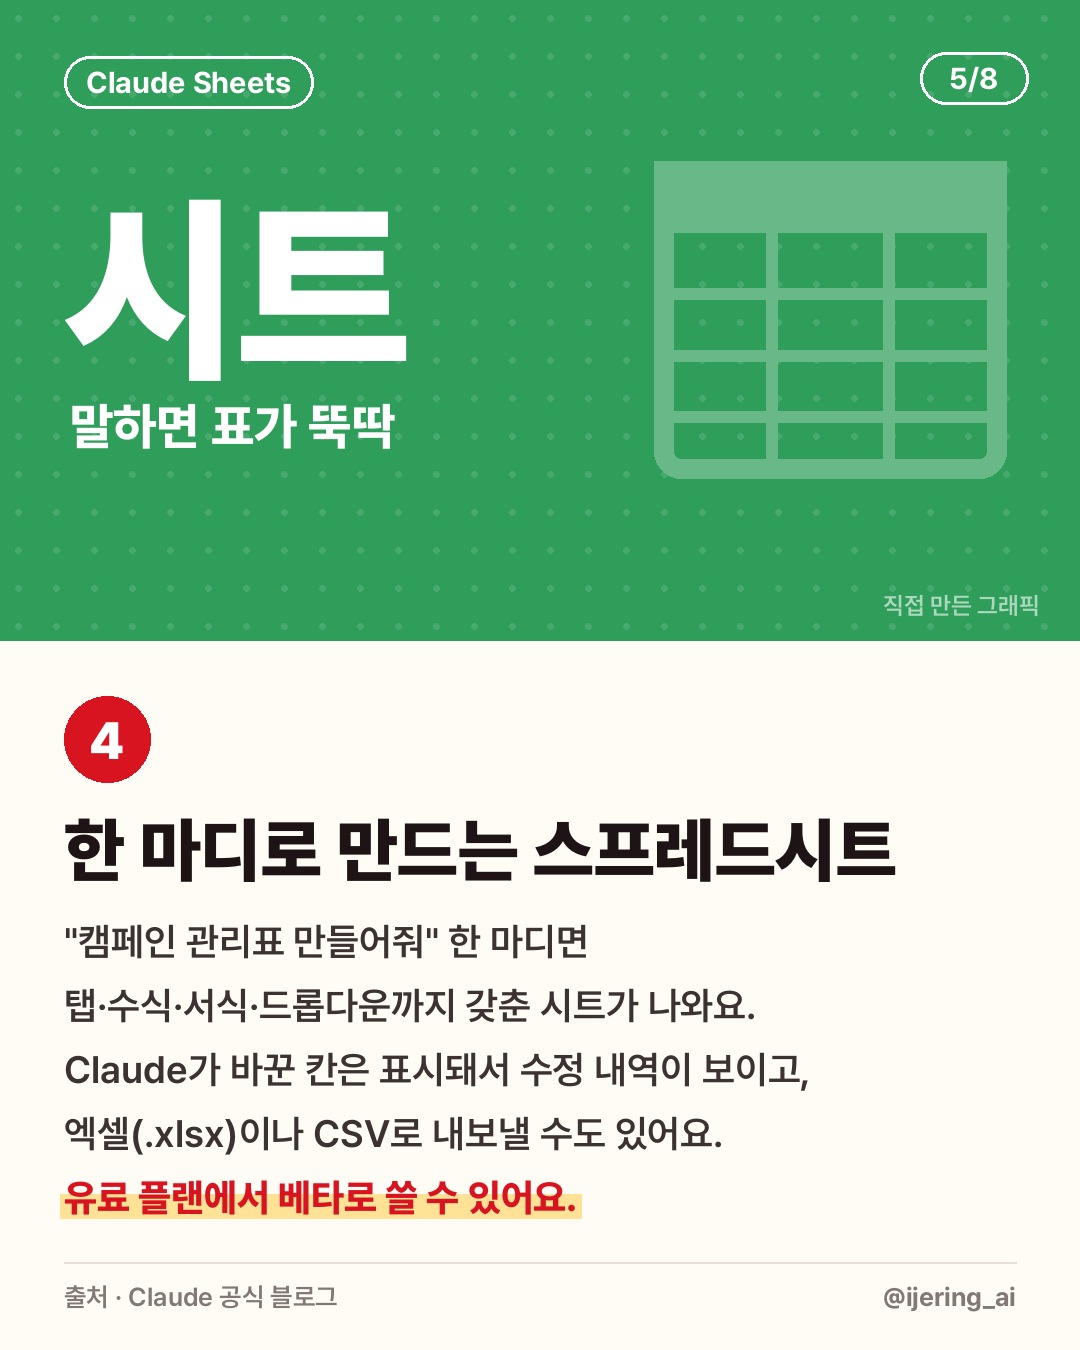 Claude Sheets
5/8
시트
말하면 표가 뚝딱
직접 만든 그래픽
4
한 마디로 만드는 스프레드시트
"캠페인 관리표 만들어줘" 한 마디면
탭·수식·서식·드롭다운까지 갖춘 시트가 나와요.
Claude가 바꾼 칸은 표시돼서 수정 내역이 보이고,
엑셀(.xlsx)이나 CSV로 내보낼 수도 있어요.
유료 플랜에서 베타로 쓸 수 있어요.
출처 · Claude 공식 블로그
@ijering_ai